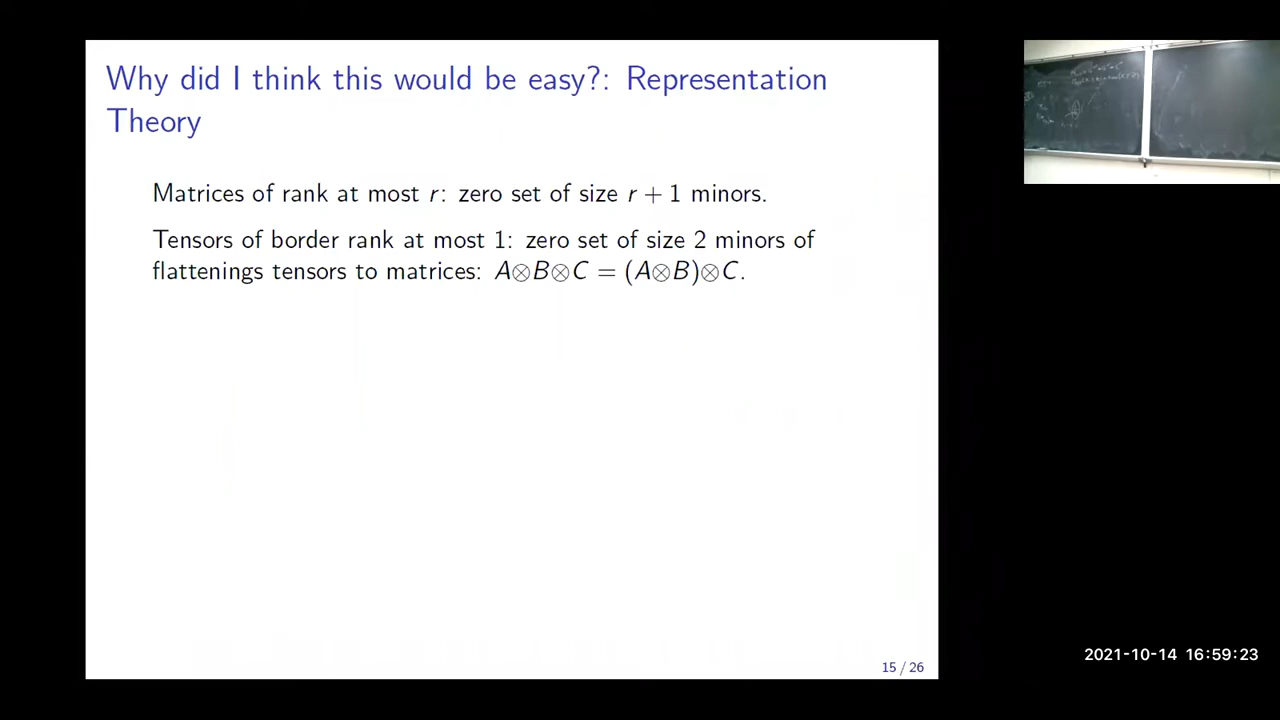 Why did I think this would be easy?: Representation
Theory
Matrices of rank at most r: zero set of size r + 1 minors.
Tensors of border rank at most 1: zero set of size 2 minors of
flattenings tensors to matrices: A⊗B⊗C = (A⊗B)⊗C.
15 / 26
2021-10-14 16:59:23